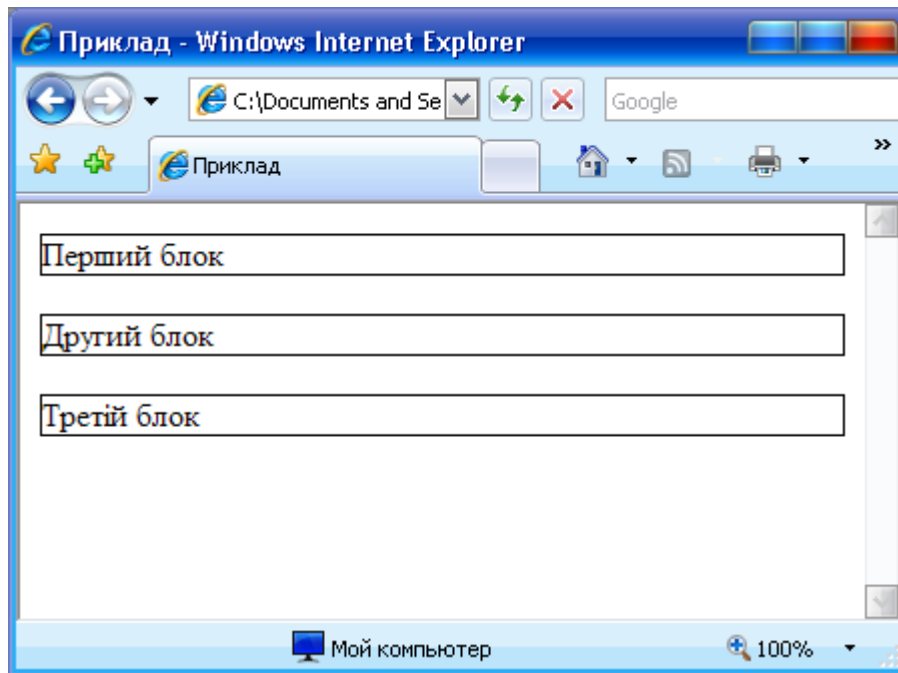 Приклад - Windows Internet Explorer
C:\Documents and Se
Google
Приклад
»
Перший блок
Другий блок
Третій блок
Мой компьютер
100%